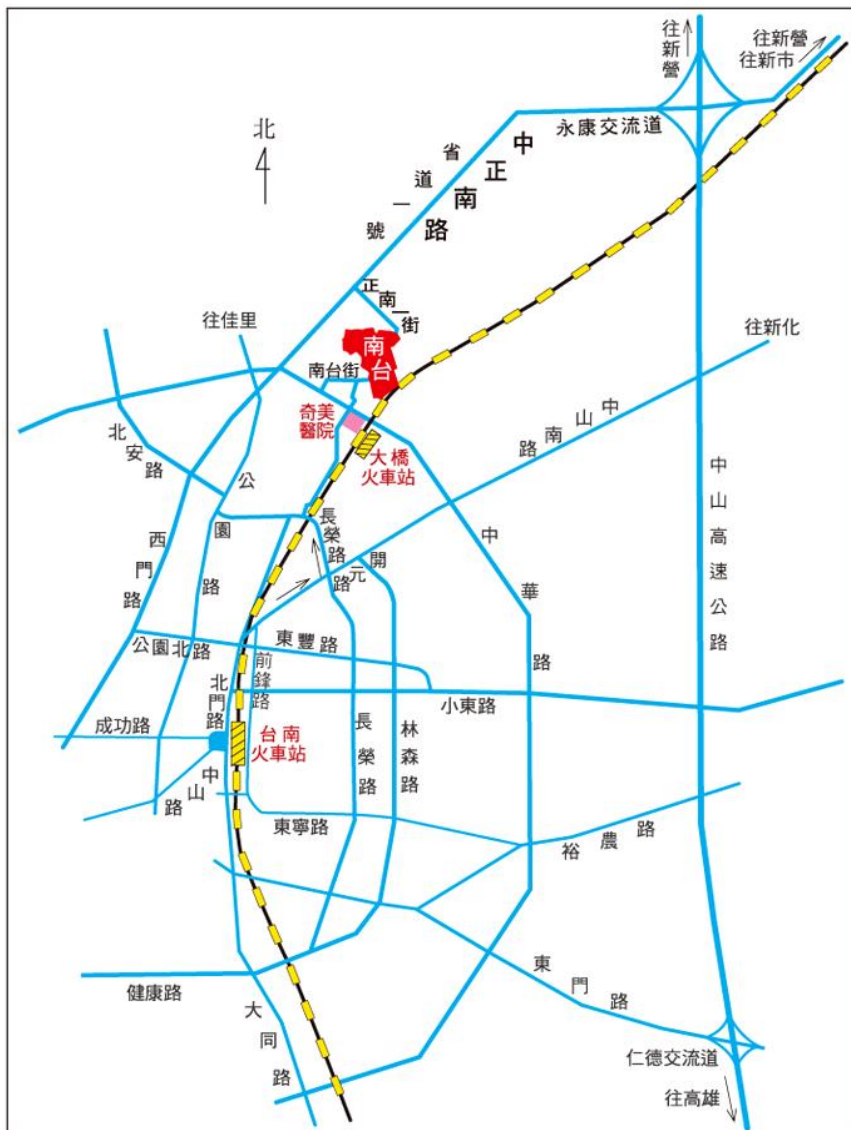 往新營
往新營
往新市
永康交流道
北
省道一號
中正南路
正南一街
往佳里
南台
南台街
往新化
奇美
醫院
大橋
火車站
中山南路
北安路
公園路
長榮路
開元路
中華路
中山高速公路
西門路
公園北路
東豐路
前鋒路
北門路
小東路
成功路
台南
火車站
長榮路
林森路
中山路
東寧路
裕農路
東門路
健康路
大同路
仁德交流道
往高雄